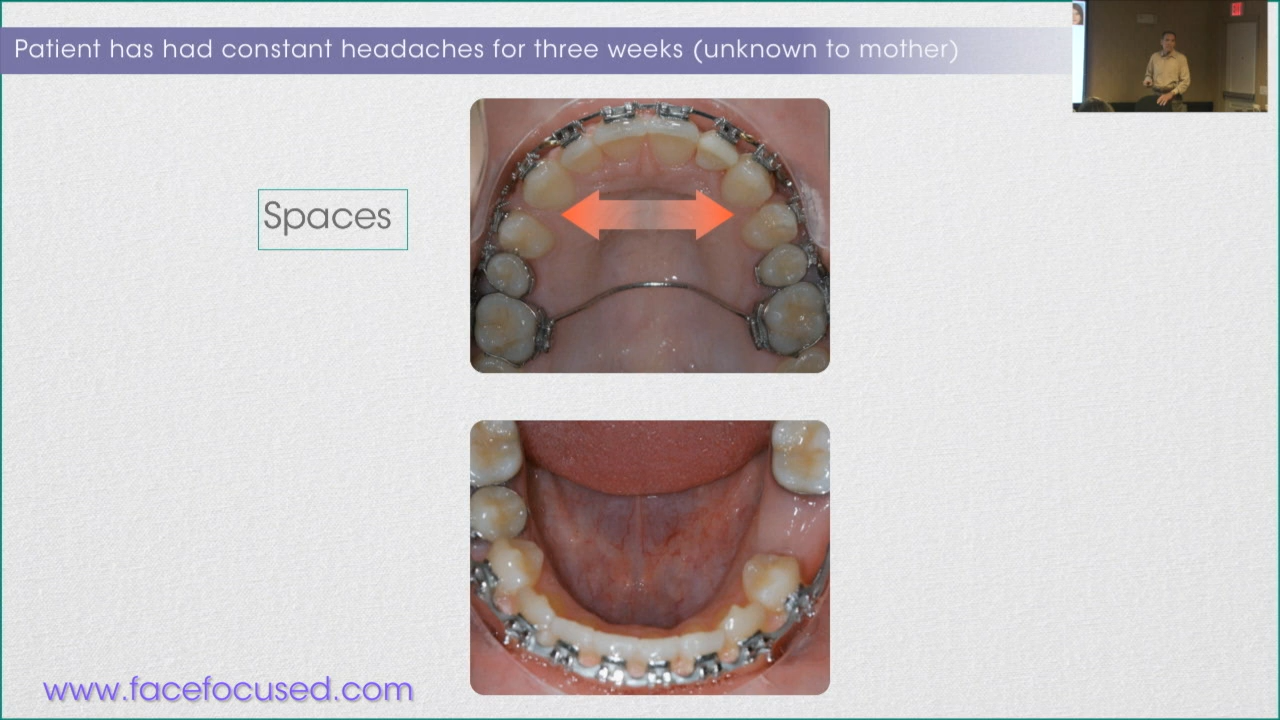 Patient has had constant headaches for three weeks (unknown to mother)
Spaces
www.facefocused.com